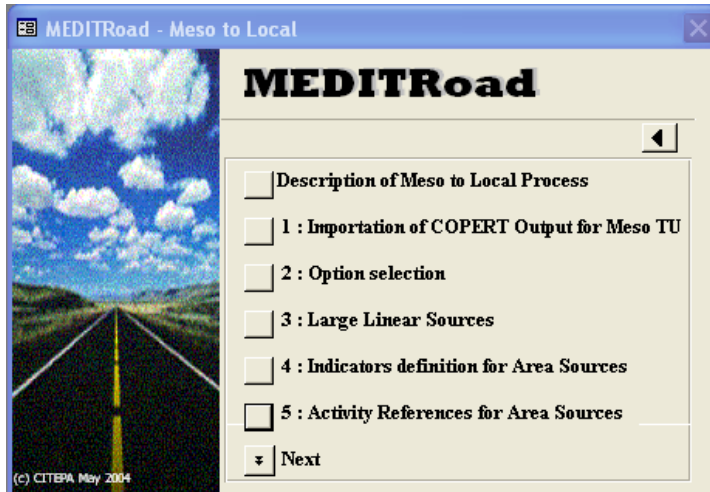 MEDITRoad - Meso to Local
MEDITRoad
Description of Meso to Local Process
1 : Importation of COPERT Output for Meso TU
2 : Option selection
3 : Large Linear Sources
4 : Indicators definition for Area Sources
5 : Activity References for Area Sources
Next
(c) CITEPA May 2004